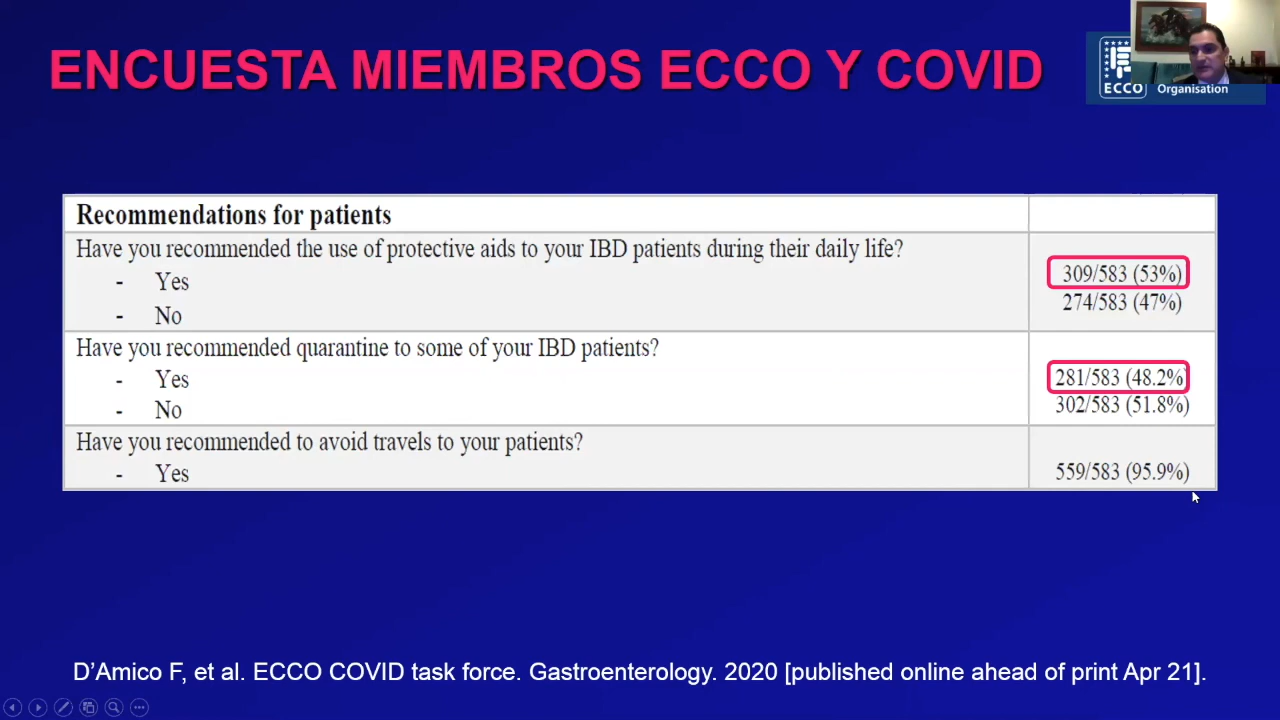 ENCUESTA MIEMBROS ECCO Y COVID
ECCO
Organisation
Recommendations for patients
Have you recommended the use of protective aids to your IBD patients during their daily life?
- Yes 309/583 (53%)
- No 274/583 (47%)
Have you recommended quarantine to some of your IBD patients?
- Yes 281/583 (48.2%)
- No 302/583 (51.8%)
Have you recommended to avoid travels to your patients?
- Yes 559/583 (95.9%)
D’Amico F, et al. ECCO COVID task force. Gastroenterology. 2020 [published online ahead of print Apr 21].